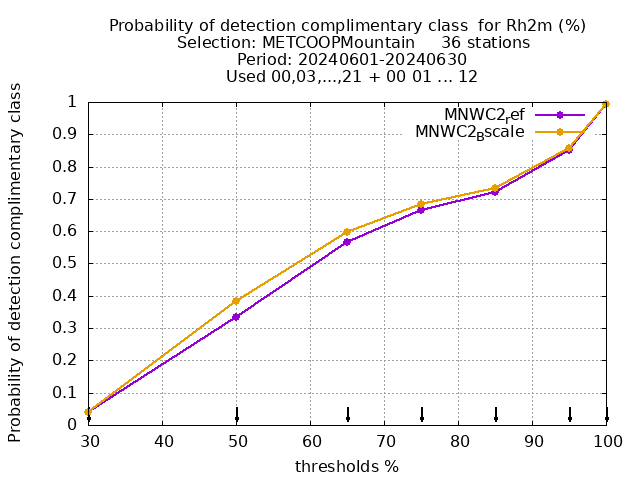 Probability of detection complimentary class  for Rh2m (%)
Selection: METCOOPMountain     36 stations
Period: 20240601-20240630
Used 00,03,...,21 + 00 01 ... 12
Probability of detection complimentary class
MNWC2ref
MNWC2Bscale
1
0.9
0.8
0.7
0.6
0.5
0.4
0.3
0.2
0.1
0
30 40 50 60 70 80 90 100
thresholds %